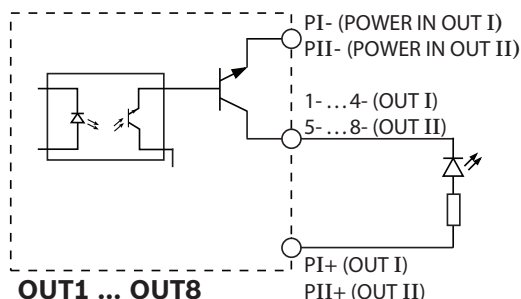 PI- (POWER IN OUT I)
PII- (POWER IN OUT II)
1- ...4- (OUT I)
5- ...8- (OUT II)
PI+ (OUT I)
PII+ (OUT II)
OUT1 ... OUT8